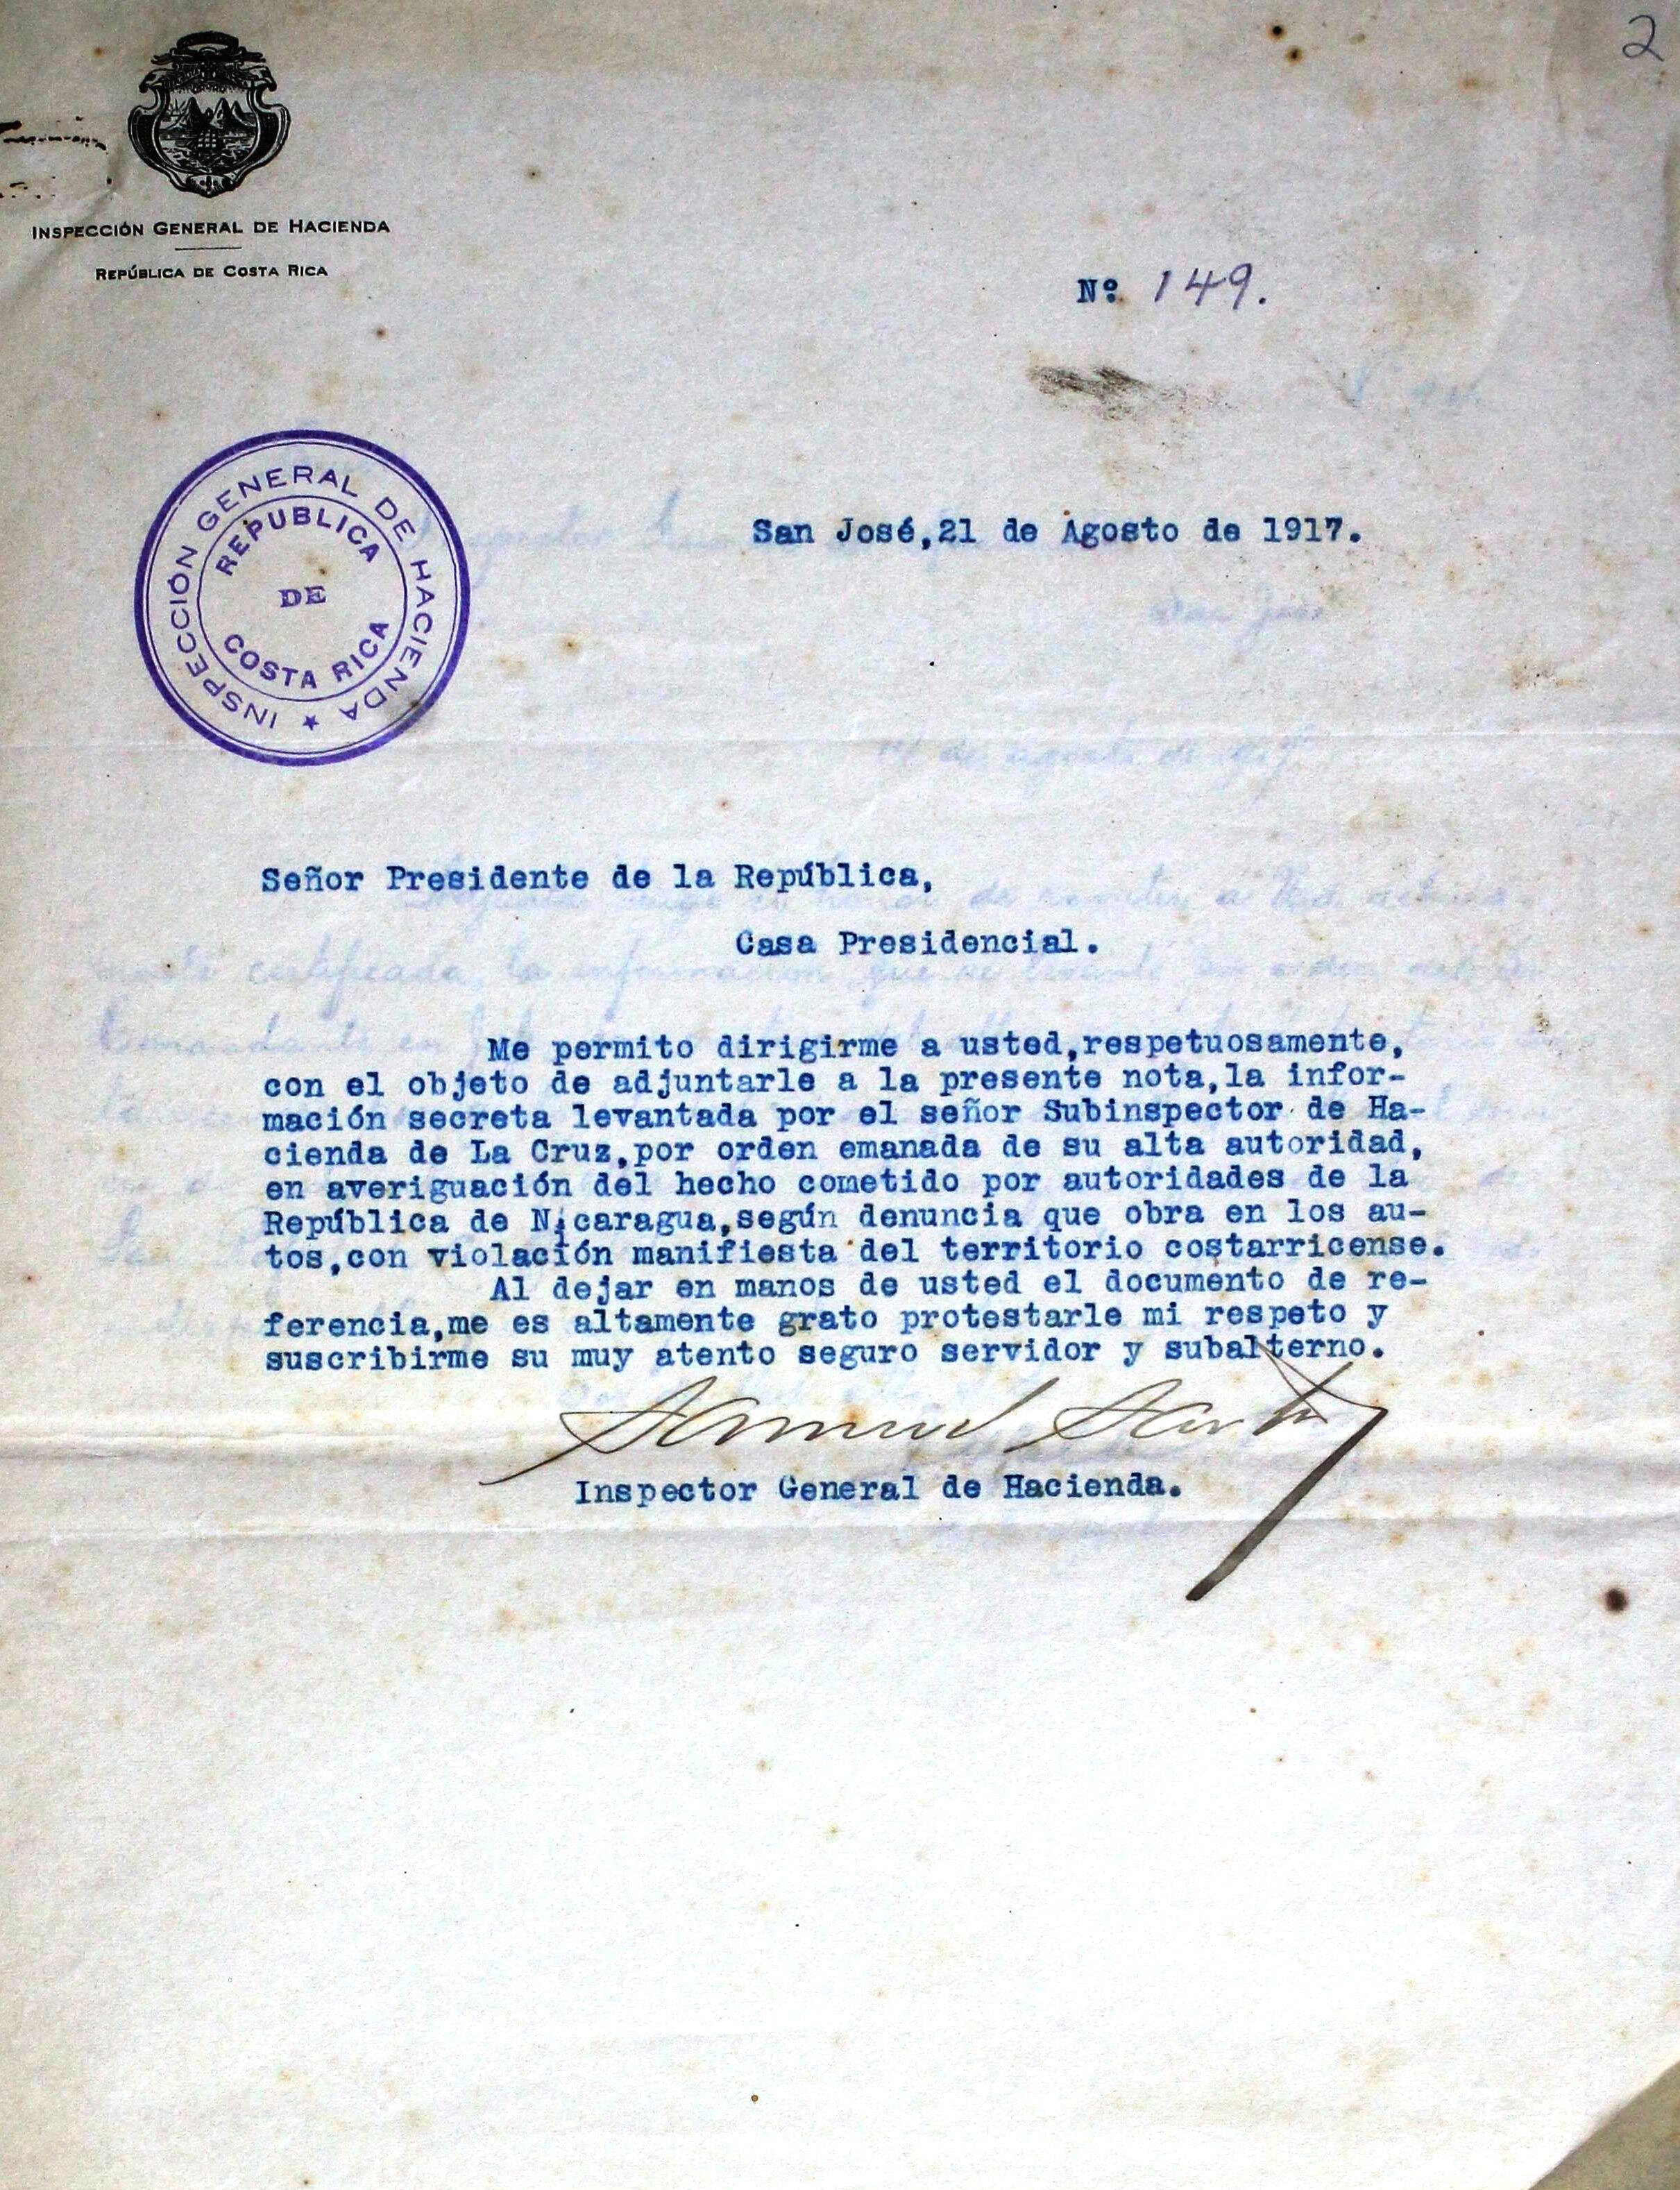 2
INSPECCIÓN GENERAL DE HACIENDA
REPÚBLICA DE COSTA RICA
Nº 149.
INSPECCIÓN GENERAL DE HACIENDA
REPUBLICA
DE
COSTA RICA
San José,21 de Agosto de 1917.
Señor Presidente de la República,
Casa Presidencial.
Me permito dirigirme a usted,respetuosamente,
con el objeto de adjuntarle a la presente nota,la infor-
mación secreta levantada por el señor Subinspector de Ha-
cienda de La Cruz,por orden emanada de su alta autoridad,
en averiguación del hecho cometido por autoridades de la
República de Nicaragua,según denuncia que obra en los au-
tos,con violación manifiesta del territorio costarricense.
Al dejar en manos de usted el documento de re-
ferencia,me es altamente grato protestarle mi respeto y
suscribirme su muy atento seguro servidor y subalterno.
Samuel
Inspector General de Hacienda.